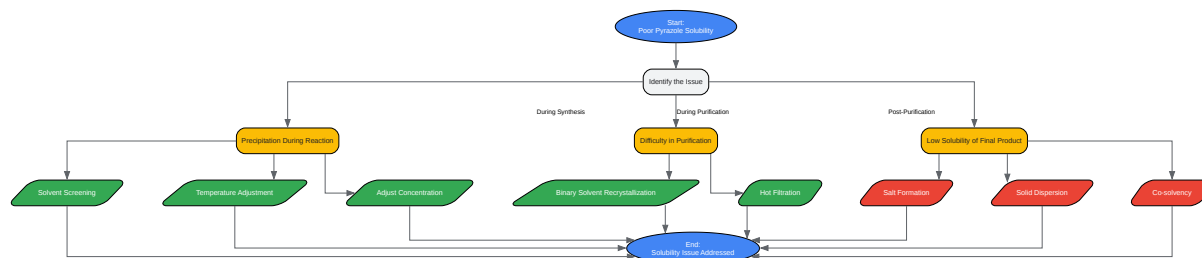 Start:
Poor Pyrazole Solubility
Identify the Issue
During Synthesis
During Purification
Post-Purification
Precipitation During Reaction
Difficulty in Purification
Low Solubility of Final Product
Solvent Screening
Temperature Adjustment
Adjust Concentration
Binary Solvent Recrystallization
Hot Filtration
Salt Formation
Solid Dispersion
Co-solvency
End:
Solubility Issue Addressed